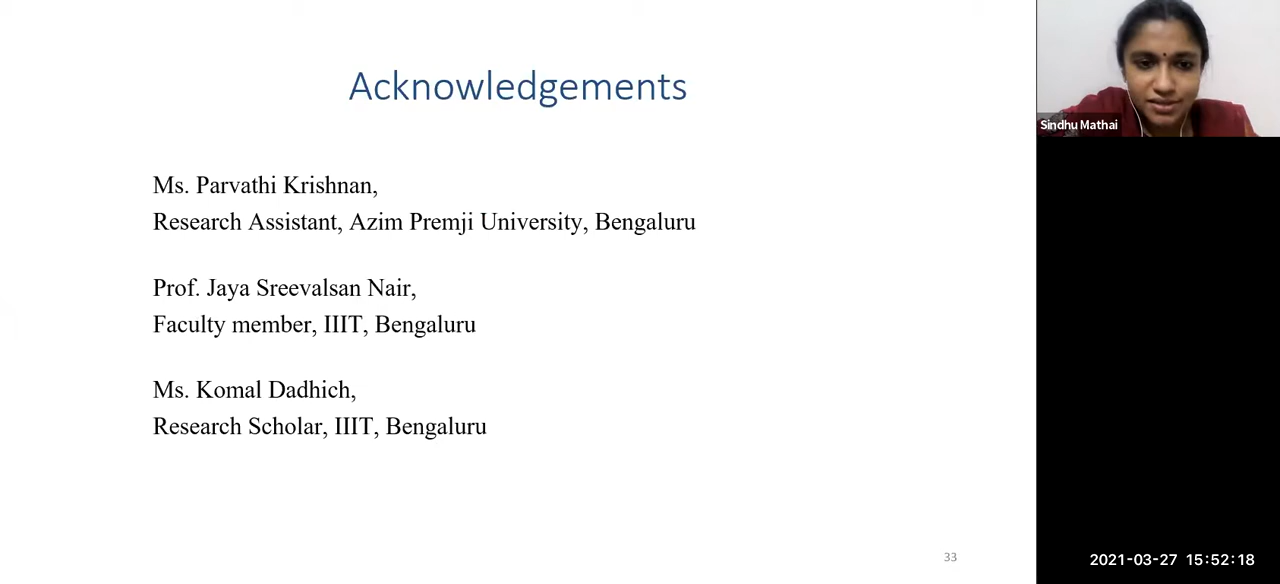 Acknowledgements
Ms. Parvathi Krishnan,
Research Assistant, Azim Premji University, Bengaluru
Prof. Jaya Sreevalsan Nair,
Faculty member, IIIT, Bengaluru
Ms. Komal Dadhich,
Research Scholar, IIIT, Bengaluru
33
Sindhu Mathai
2021-03-27 15:52:18